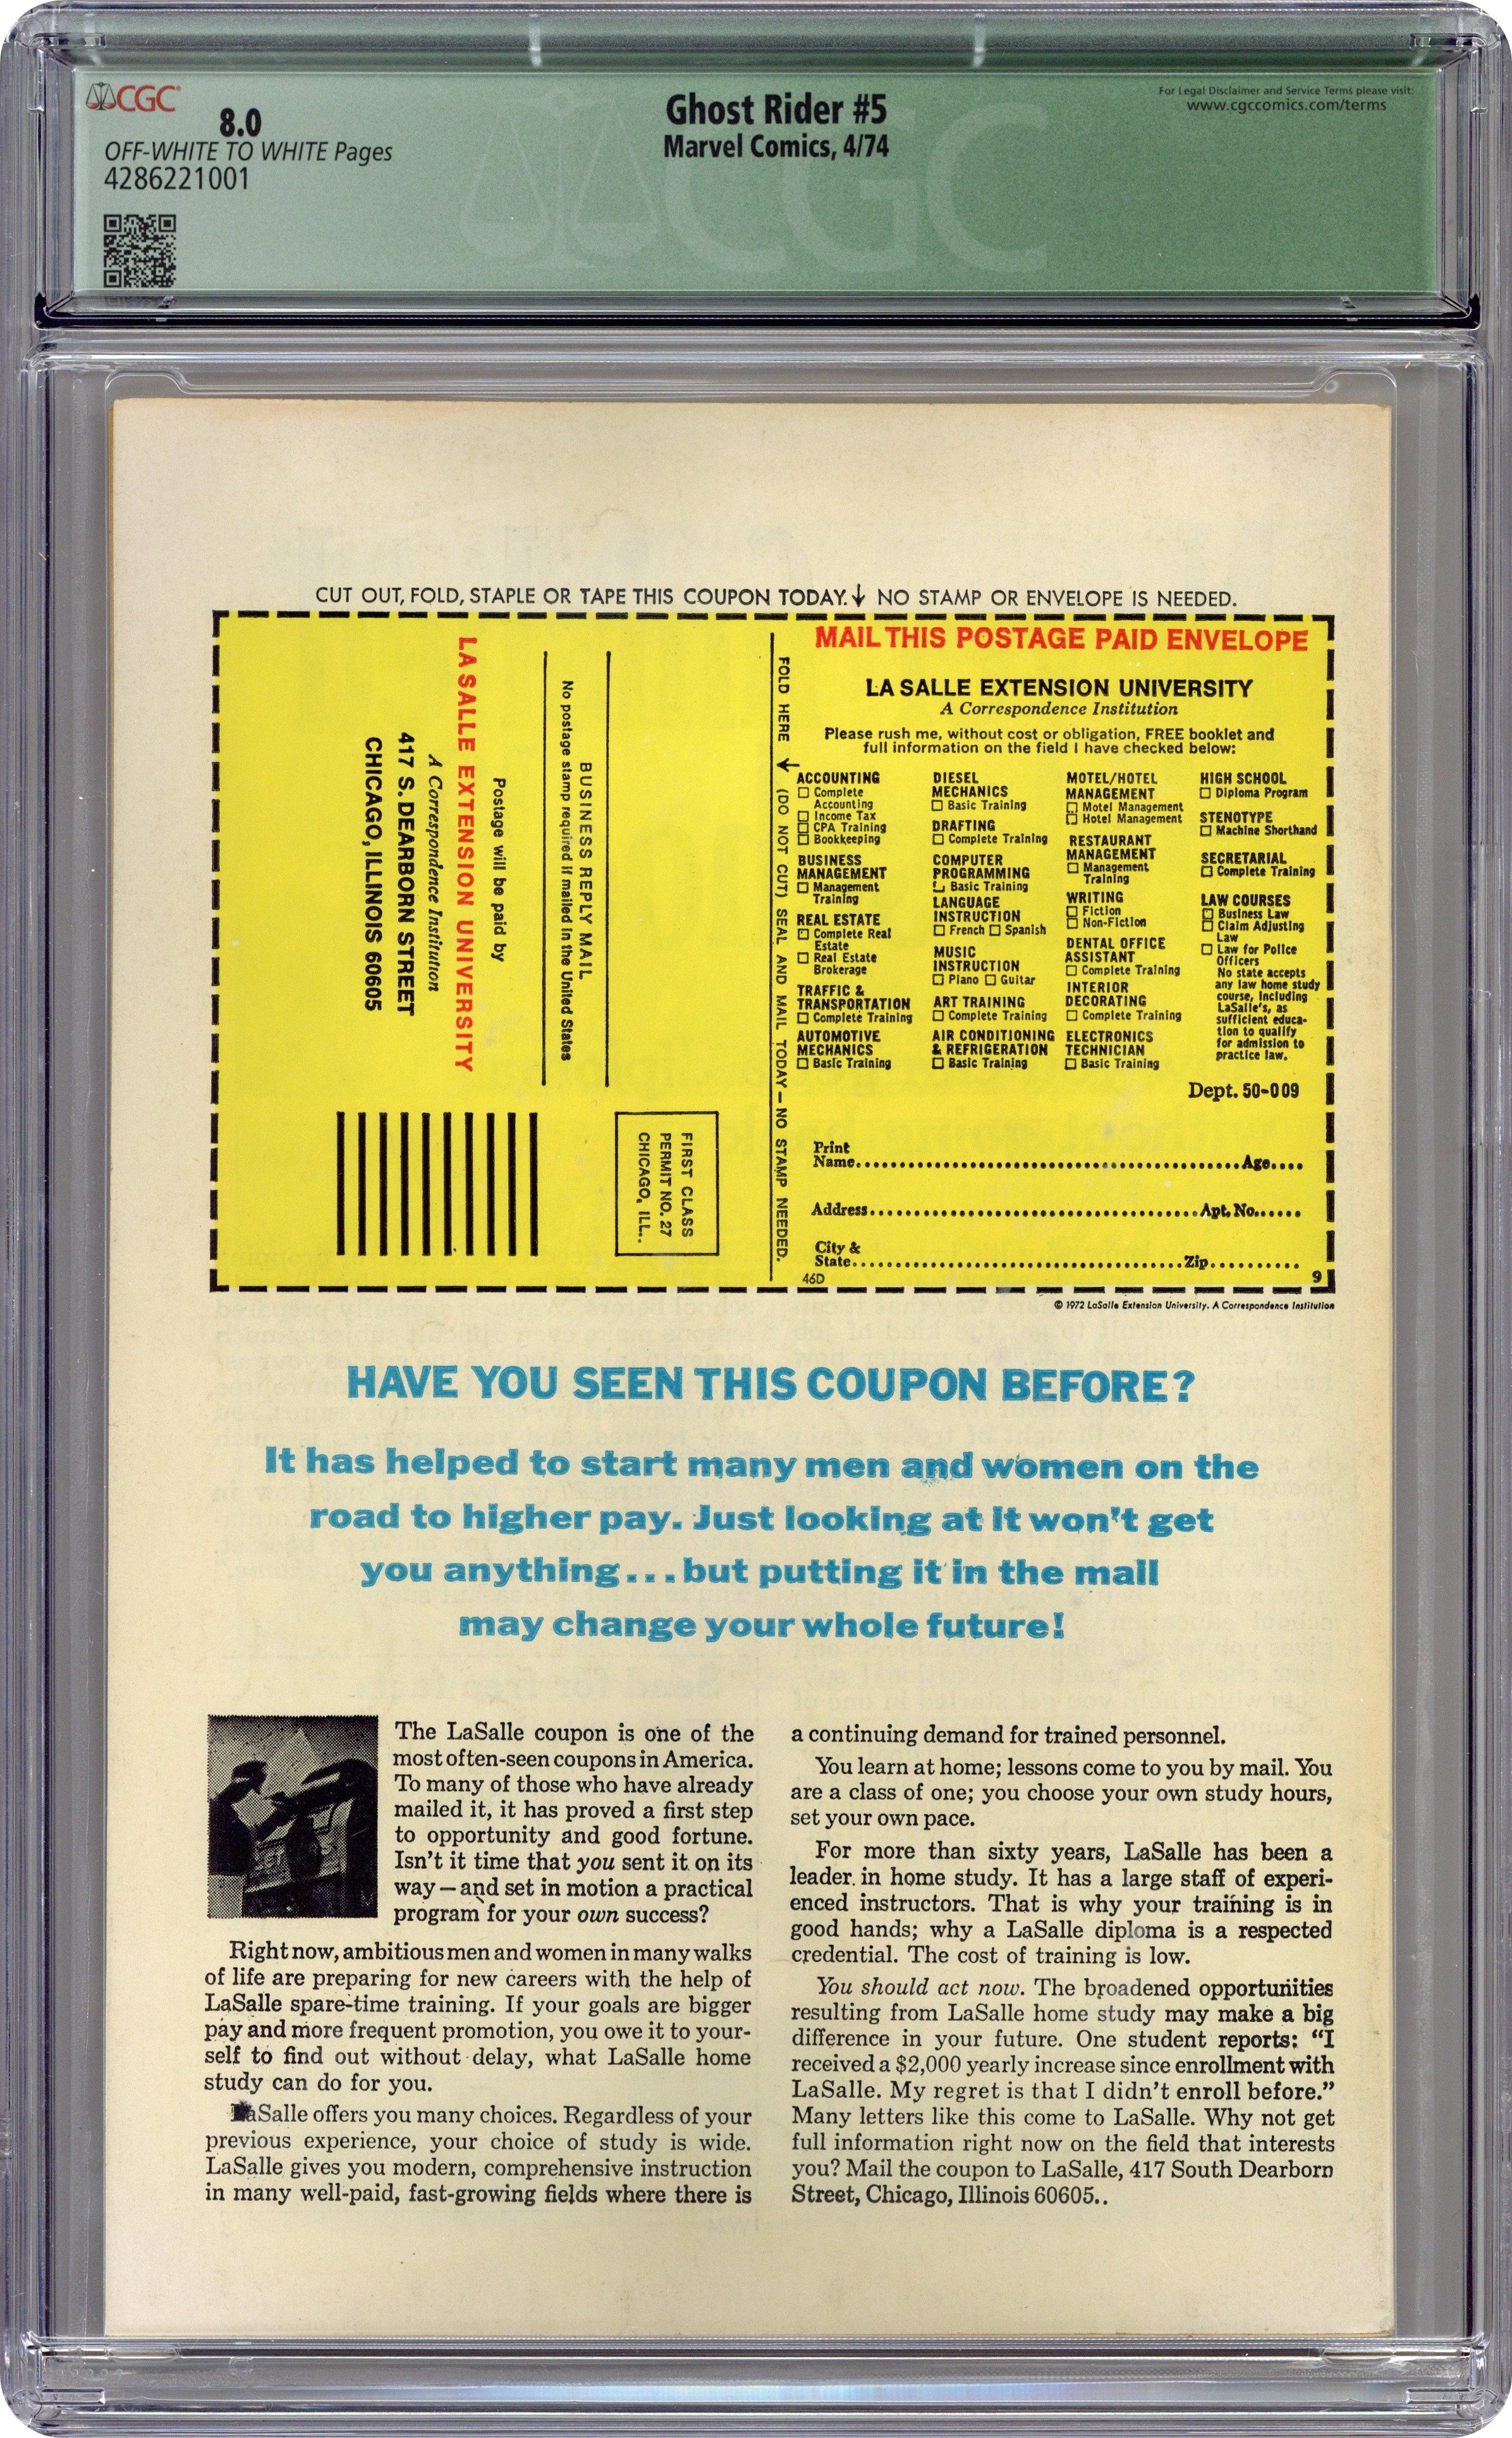 CGC
8.0
OFF-WHITE TO WHITE Pages
4286221001
Ghost Rider #5
Marvel Comics, 4/74
For Legal Disclaimer and Service Terms please visit:
www.cgccomics.com/terms
CGC
CUT OUT, FOLD, STAPLE OR TAPE THIS COUPON TODAY.↓ NO STAMP OR ENVELOPE IS NEEDED.
FIRST CLASS
PERMIT NO. 27
CHICAGO, ILL..
BUSINESS REPLY MAIL
No postage stamp required if mailed in the United States
Postage will be paid by
LA SALLE EXTENSION UNIVERSITY
A Correspondence Institution
417 S. DEARBORN STREET
CHICAGO, ILLINOIS 60605
FOLD HERE → (DO NOT CUT) SEAL AND MAIL TODAY — NO STAMP NEEDED.
MAIL THIS POSTAGE PAID ENVELOPE
LA SALLE EXTENSION UNIVERSITY
A Correspondence Institution
Please rush me, without cost or obligation, FREE booklet and
full information on the field I have checked below:
ACCOUNTING
☐ Complete
Accounting
☐ Income Tax
☐ CPA Training
☐ Bookkeeping
BUSINESS
MANAGEMENT
☐ Management
Training
REAL ESTATE
☐ Complete Real
Estate
☐ Real Estate
Brokerage
TRAFFIC &
TRANSPORTATION
☐ Complete Training
AUTOMOTIVE
MECHANICS
☐ Basic Training
DIESEL
MECHANICS
☐ Basic Training
DRAFTING
☐ Complete Training
COMPUTER
PROGRAMMING
☐ Basic Training
LANGUAGE
INSTRUCTION
☐ French ☐ Spanish
MUSIC
INSTRUCTION
☐ Piano ☐ Guitar
ART TRAINING
☐ Complete Training
AIR CONDITIONING
& REFRIGERATION
☐ Basic Training
MOTEL/HOTEL
MANAGEMENT
☐ Motel Management
☐ Hotel Management
RESTAURANT
MANAGEMENT
☐ Management
Training
WRITING
☐ Fiction
☐ Non-Fiction
DENTAL OFFICE
ASSISTANT
☐ Complete Training
INTERIOR
DECORATING
☐ Complete Training
ELECTRONICS
TECHNICIAN
☐ Basic Training
HIGH SCHOOL
☐ Diploma Program
STENOTYPE
☐ Machine Shorthand
SECRETARIAL
☐ Complete Training
LAW COURSES
☐ Business Law
☐ Claim Adjusting
Law
☐ Law for Police
Officers
No state accepts
any law home study
course, including
LaSalle's, as
sufficient educa-
tion to qualify
for admission to
practice law.
Dept. 50-009
Print
Name.......... Age....
Address.......... Apt. No......
City &
State.......... Zip..........
46D 9
© 1972 LaSalle Extension University. A Correspondence Institution
HAVE YOU SEEN THIS COUPON BEFORE?
It has helped to start many men and women on the
road to higher pay. Just looking at it won't get
you anything...but putting it in the mail
may change your whole future!
The LaSalle coupon is one of the
most often-seen coupons in America.
To many of those who have already
mailed it, it has proved a first step
to opportunity and good fortune.
Isn't it time that you sent it on its
way—and set in motion a practical
program for your own success?
Right now, ambitious men and women in many walks
of life are preparing for new careers with the help of
LaSalle spare-time training. If your goals are bigger
pay and more frequent promotion, you owe it to your-
self to find out without delay, what LaSalle home
study can do for you.
LaSalle offers you many choices. Regardless of your
previous experience, your choice of study is wide.
LaSalle gives you modern, comprehensive instruction
in many well-paid, fast-growing fields where there is
a continuing demand for trained personnel.
You learn at home; lessons come to you by mail. You
are a class of one; you choose your own study hours,
set your own pace.
For more than sixty years, LaSalle has been a
leader in home study. It has a large staff of experi-
enced instructors. That is why your training is in
good hands; why a LaSalle diploma is a respected
credential. The cost of training is low.
You should act now. The broadened opportunities
resulting from LaSalle home study may make a big
difference in your future. One student reports: "I
received a $2,000 yearly increase since enrollment with
LaSalle. My regret is that I didn't enroll before."
Many letters like this come to LaSalle. Why not get
full information right now on the field that interests
you? Mail the coupon to LaSalle, 417 South Dearborn
Street, Chicago, Illinois 60605..